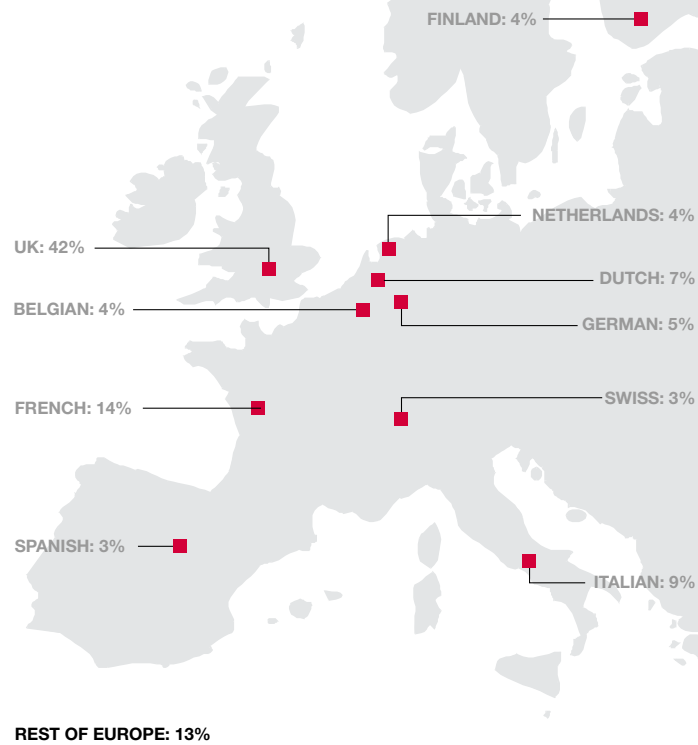 FINLAND: 4%
NETHERLANDS: 4%
UK: 42%
DUTCH: 7%
BELGIAN: 4%
GERMAN: 5%
SWISS: 3%
FRENCH: 14%
SPANISH: 3%
ITALIAN: 9%
REST OF EUROPE: 13%